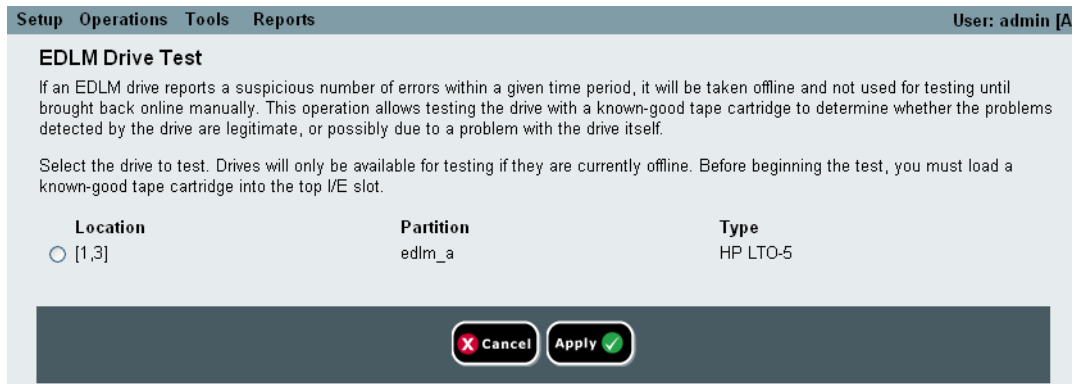 Setup Operations Tools Reports User: admin [A
EDLM Drive Test
If an EDLM drive reports a suspicious number of errors within a given time period, it will be taken offline and not used for testing until
brought back online manually. This operation allows testing the drive with a known-good tape cartridge to determine whether the problems
detected by the drive are legitimate, or possibly due to a problem with the drive itself.
Select the drive to test. Drives will only be available for testing if they are currently offline. Before beginning the test, you must load a
known-good tape cartridge into the top I/E slot.
Location Partition Type
[1,3] edlm_a HP LTO-5
Cancel Apply